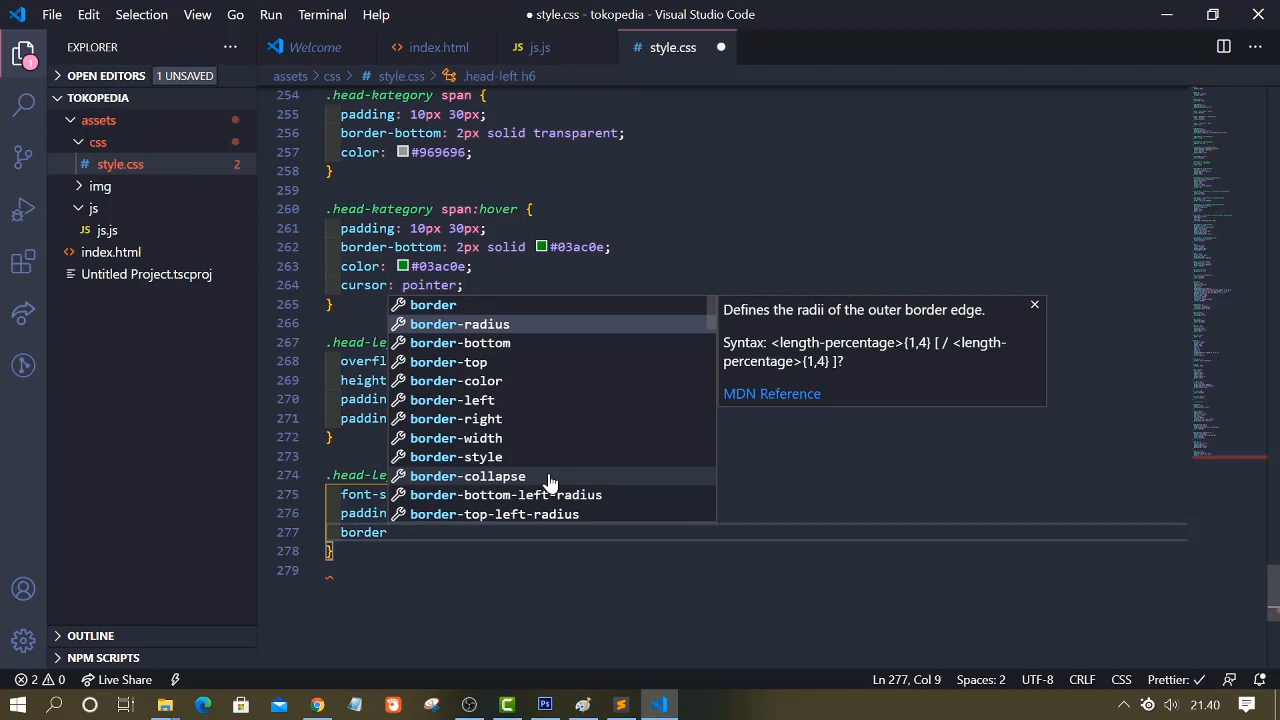 File Edit Selection View Go Run Terminal Help
● style.css - tokopedia - Visual Studio Code
EXPLORER
Welcome
index.html
js.js
style.css
OPEN EDITORS 1 UNSAVED
assets > css > # style.css > .head-left h6
TOKOPEDIA
assets
css
# style.css 2
img
js
JS js.js
<> index.html
Untitled Project.tscproj
OUTLINE
NPM SCRIPTS
254 .head-kategory span {
255 padding: 10px 30px;
256 border-bottom: 2px solid transparent;
257 color: #969696;
258 }
259
260 .head-kategory span:hover {
261 padding: 10px 30px;
262 border-bottom: 2px solid #03ac0e;
263 color: #03ac0e;
264 cursor: pointer;
265 }
266
267 .head-le
268 overfl
269 height
270 paddin
271 paddin
272 }
273
274 .head-le
275 font-s
276 paddin
277 border
278 }
279
border
border-radius
border-bottom
border-top
border-color
border-left
border-right
border-width
border-style
border-collapse
border-bottom-left-radius
border-top-left-radius
Defines the radii of the outer border edge.
Syntax: <length-percentage>{1,4} [ / <length-
percentage>{1,4} ]?
MDN Reference
2 0 Live Share
Ln 277, Col 9 Spaces: 2 UTF-8 CRLF CSS Prettier: ✓
21.40